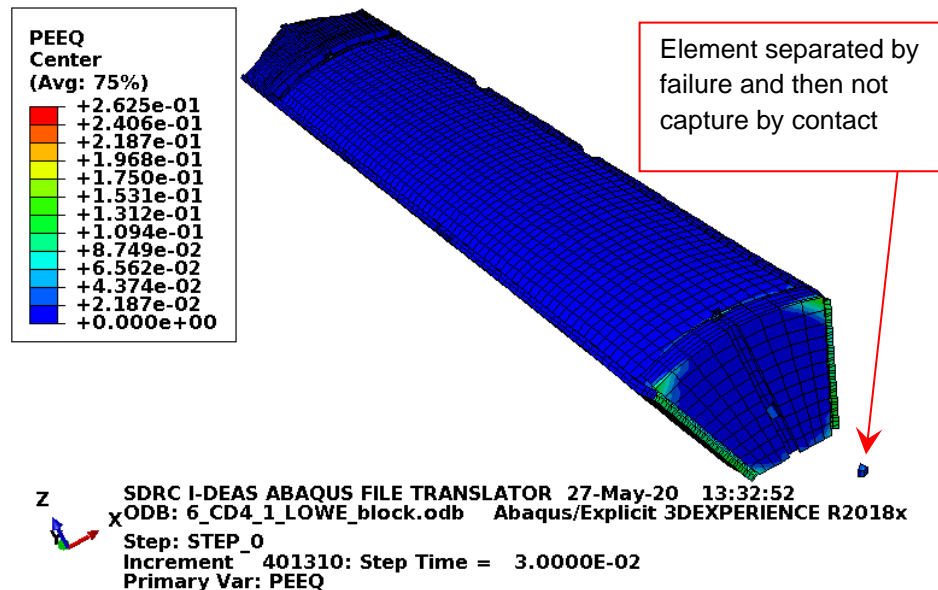 PEEQ
Center
(Avg: 75%)
+2.625e-01
+2.406e-01
+2.187e-01
+1.968e-01
+1.750e-01
+1.531e-01
+1.312e-01
+1.094e-01
+8.749e-02
+6.562e-02
+4.374e-02
+2.187e-02
+0.000e+00
Element separated by
failure and then not
capture by contact
Z
X
Y
SDRC I-DEAS ABAQUS FILE TRANSLATOR 27-May-20 13:32:52
ODB: 6_CD4_1_LOWE_block.odb Abaqus/Explicit 3DEXPERIENCE R2018x
Step: STEP_0
Increment 401310: Step Time = 3.0000E-02
Primary Var: PEEQ